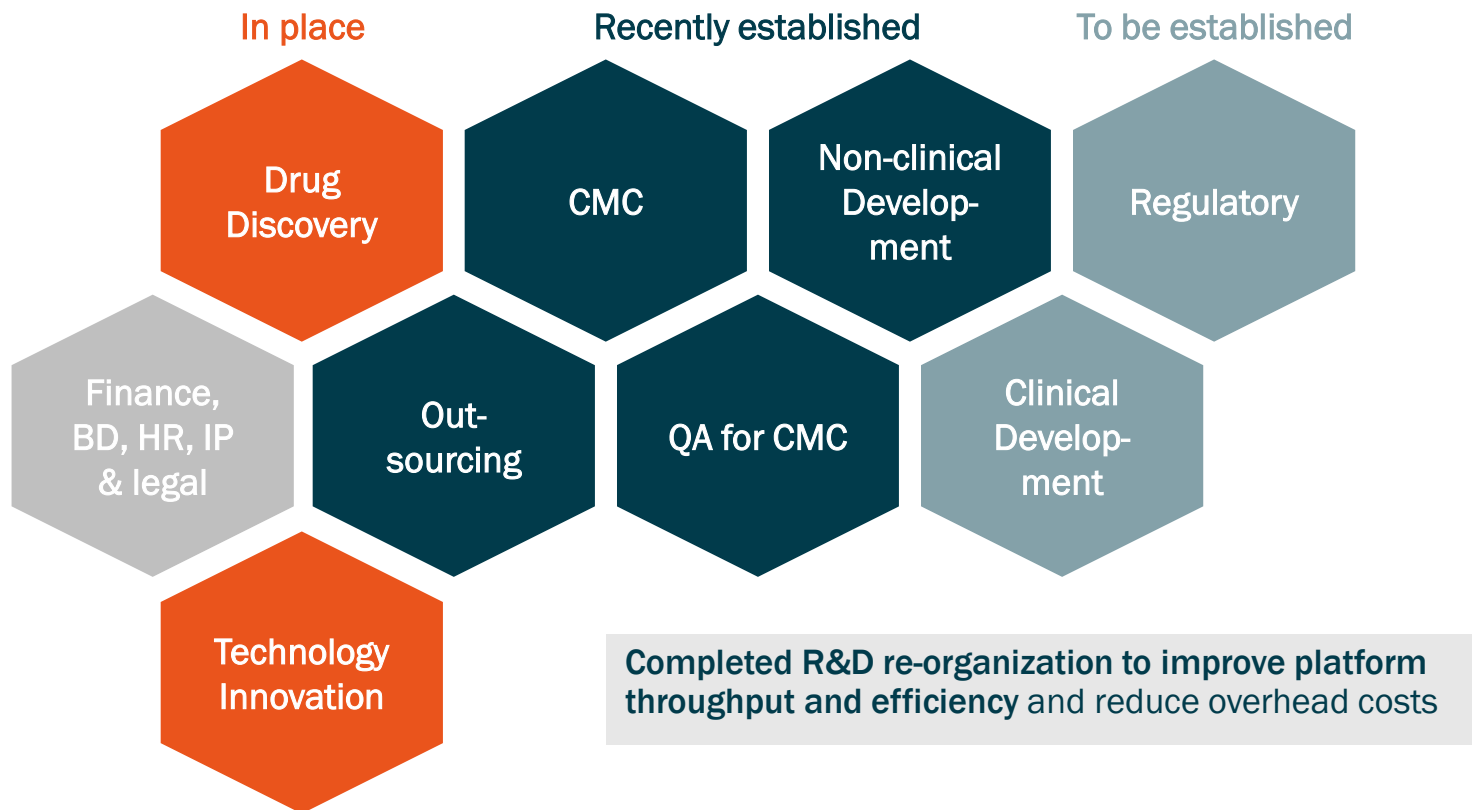 In place
Recently established
To be established
Drug
Discovery
CMC
Non-clinical
Develop-
ment
Regulatory
Finance,
BD, HR, IP
& legal
Out-
sourcing
QA for CMC
Clinical
Develop-
ment
Technology
Innovation
Completed R&D re-organization to improve platform
throughput and efficiency and reduce overhead costs